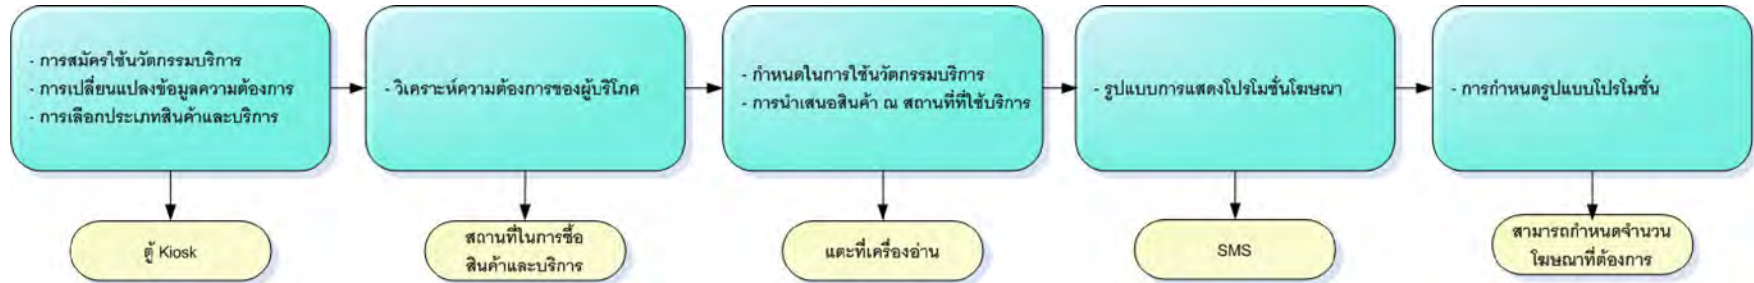 - การสมัครใช้นวัตกรรมบริการ
- การเปลี่ยนแปลงข้อมูลความต้องการ
- การเลือกประเภทสินค้าและบริการ
- วิเคราะห์ความต้องการของผู้บริโภค
- กำหนดในการใช้นวัตกรรมบริการ
- การนำเสนอสินค้า ณ สถานที่ที่ใช้บริการ
- รูปแบบการแสดงโปรโมชั่นโฆษณา
- การกำหนดรูปแบบโปรโมชั่น
ตู้ Kiosk
สถานที่ในการซื้อ
สินค้าและบริการ
แตะที่เครื่องอ่าน
SMS
สามารถกำหนดจำนวน
โฆษณาที่ต้องการ